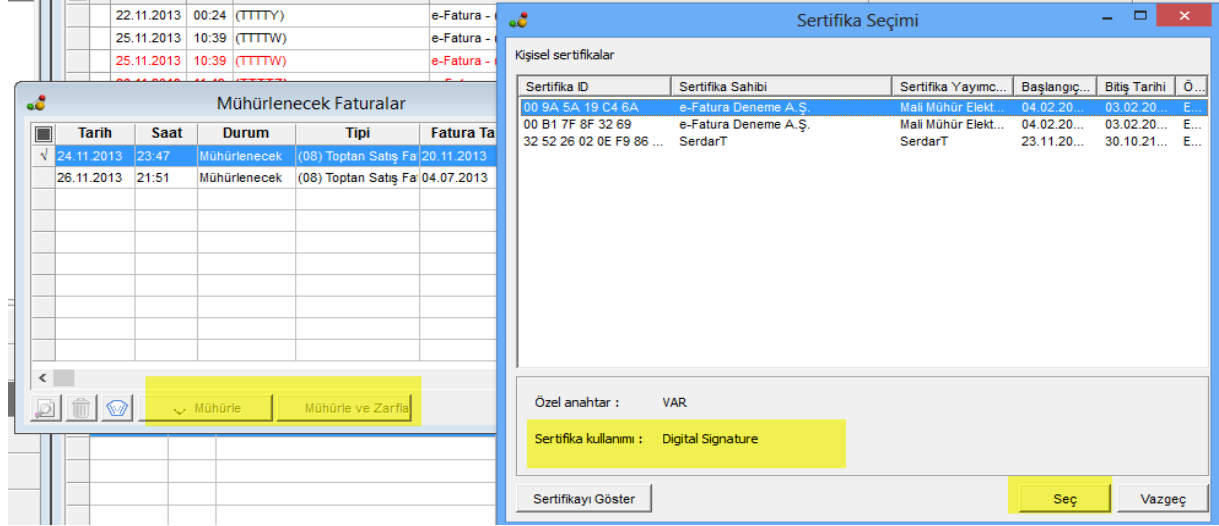 22.11.2013 00:24 (TTTTY) e-Fatura -
25.11.2013 10:39 (TTTTW) e-Fatura -
25.11.2013 10:39 (TTTTW) e-Fatura -
Mühürlenecek Faturalar
Tarih Saat Durum Tipi Fatura Ta
√ 24.11.2013 23:47 Mühürlenecek (08) Toptan Satış Fa 20.11.2013
26.11.2013 21:51 Mühürlenecek (08) Toptan Satış Fa 04.07.2013
Mühürle Mühürle ve Zarfla
Sertifika Seçimi
Kişisel sertifikalar
Sertifika ID Sertifika Sahibi Sertifika Yayımc... Başlangıç... Bitiş Tarihi Ö...
00 9A 5A 19 C4 6A e-Fatura Deneme A.Ş. Mali Mühür Elekt... 04.02.20... 03.02.20... E...
00 B1 7F 8F 32 69 e-Fatura Deneme A.Ş. Mali Mühür Elekt... 04.02.20... 03.02.20... E...
32 52 26 02 0E F9 86 ... SerdarT SerdarT 23.11.20... 30.10.21... E...
Özel anahtar : VAR
Sertifika kullanımı : Digital Signature
Sertifikayı Göster Seç Vazgeç